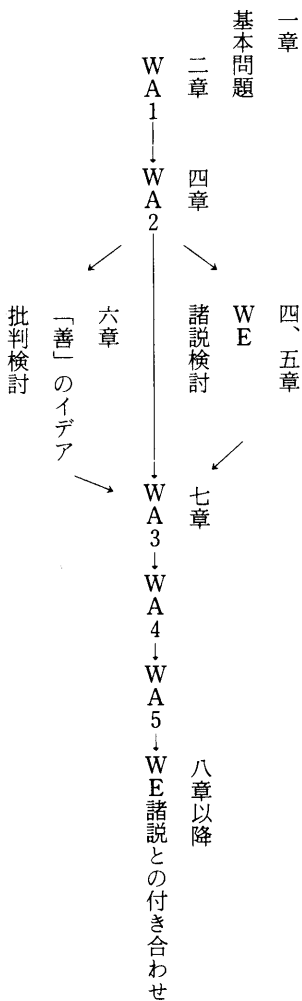 一章
基本問題
二章
WA1→WA2
四章
四、五章
WE
諸説検討
六章
「善」のイデア
批判検討
七章
WA3→WA4→WA5→WE諸説との付き合わせ
八章以降